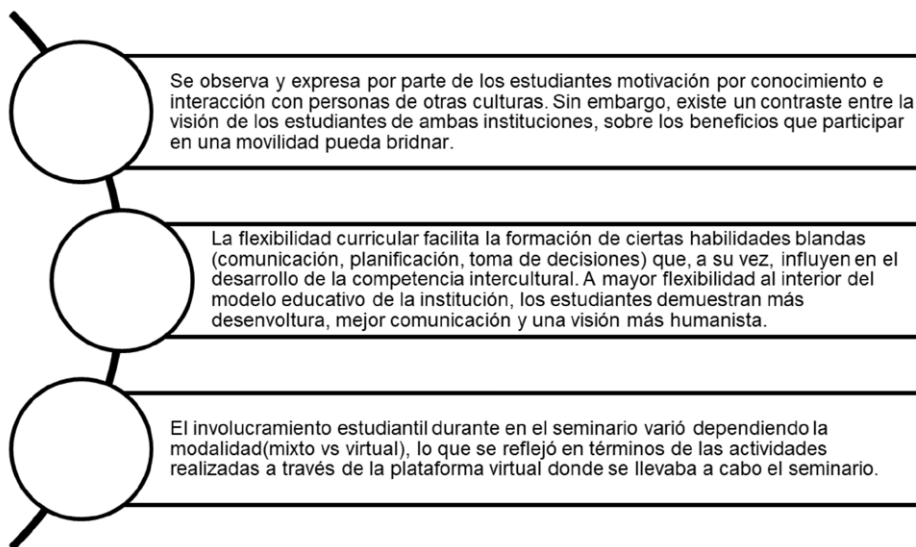 Se observa y expresa por parte de los estudiantes motivación por conocimiento e
interacción con personas de otras culturas. Sin embargo, existe un contraste entre la
visión de los estudiantes de ambas instituciones, sobre los beneficios que participar
en una movilidad pueda bridnar.
La flexibilidad curricular facilita la formación de ciertas habilidades blandas
(comunicación, planificación, toma de decisiones) que, a su vez, influyen en el
desarrollo de la competencia intercultural. A mayor flexibilidad al interior del
modelo educativo de la institución, los estudiantes demuestran más
desenvoltura, mejor comunicación y una visión más humanista.
El involucramiento estudiantil durante en el seminario varió dependiendo la
modalidad(mixto vs virtual), lo que se reflejó en términos de las actividades
realizadas a través de la plataforma virtual donde se llevaba a cabo el seminario.